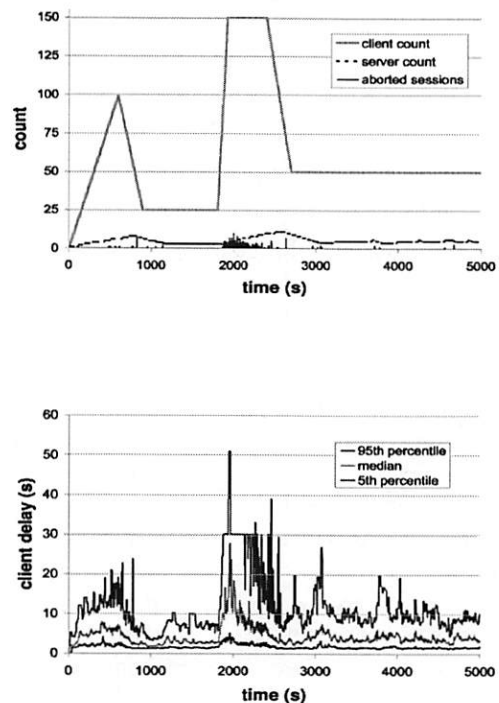 150
125
100
75
50
25
0
count
client count
server count
aborted sessions
0 1000 2000 3000 4000 5000
time (s)
60
50
40
30
20
10
0
client delay (s)
95th percentile
median
5th percentile
0 1000 2000 3000 4000 5000
time (s)